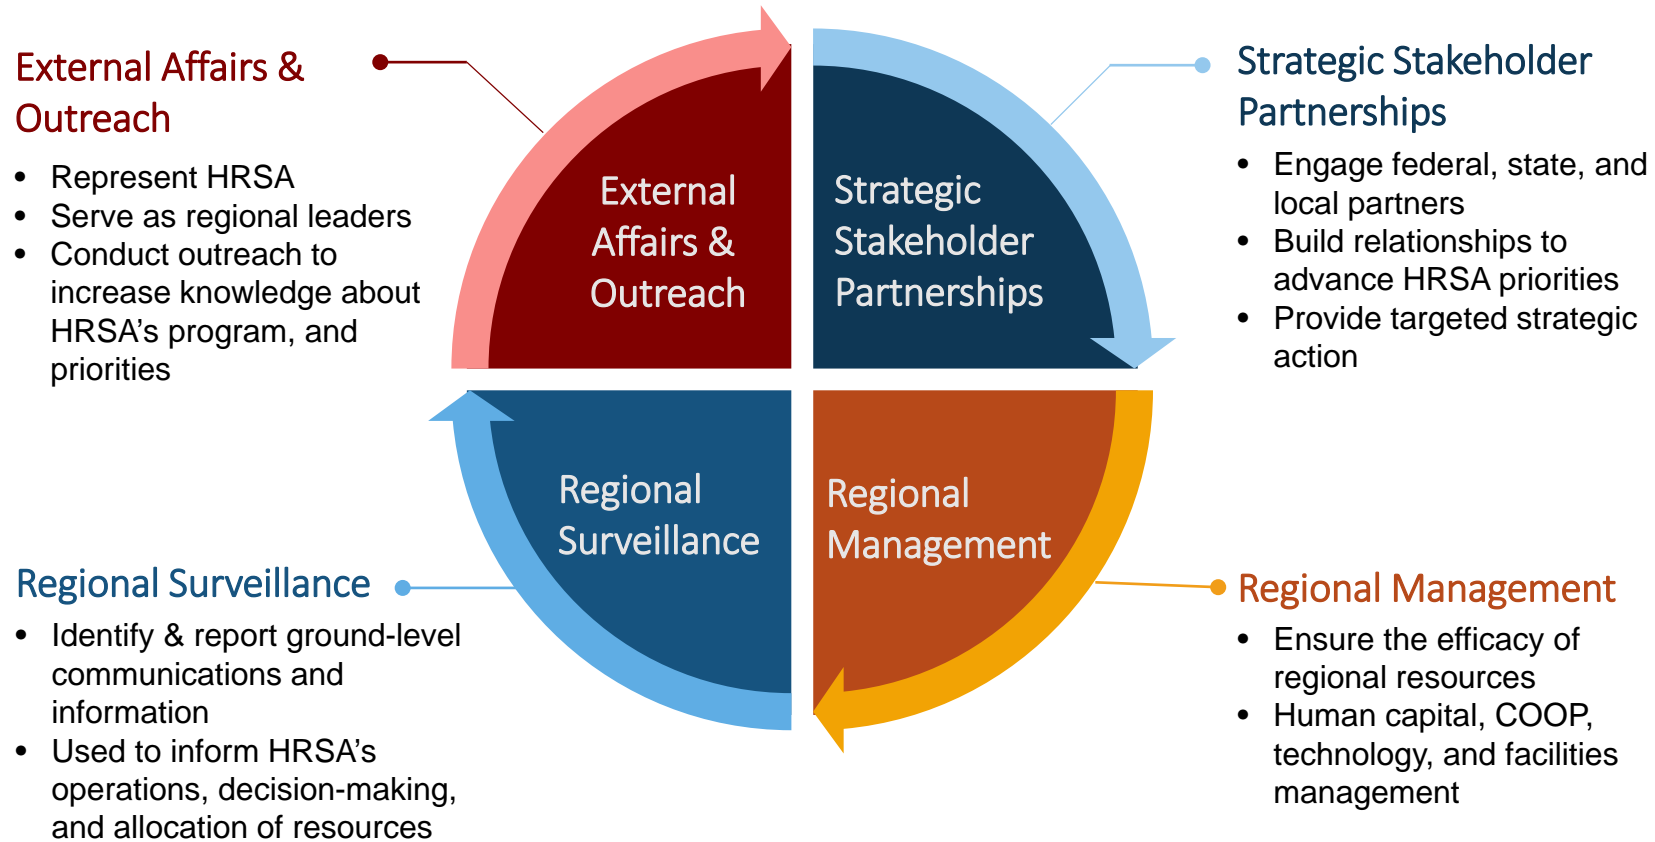 External Affairs &
Outreach
• Represent HRSA
• Serve as regional leaders
• Conduct outreach to
increase knowledge about
HRSA’s program, and
priorities
External
Affairs &
Outreach
Strategic
Stakeholder
Partnerships
Strategic Stakeholder
Partnerships
• Engage federal, state, and
local partners
• Build relationships to
advance HRSA priorities
• Provide targeted strategic
action
Regional Surveillance
• Identify & report ground-level
communications and
information
• Used to inform HRSA’s
operations, decision-making,
and allocation of resources
Regional
Surveillance
Regional
Management
Regional Management
• Ensure the efficacy of
regional resources
• Human capital, COOP,
technology, and facilities
management